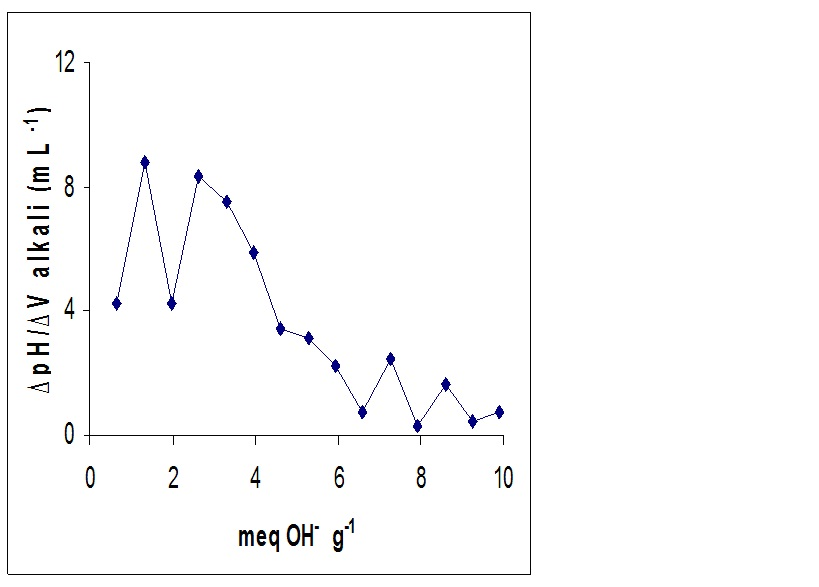 12
8
4
0
ΔpH/ΔV alkali (mL⁻¹)
0 2 4 6 8 10
meq OH⁻ g⁻¹